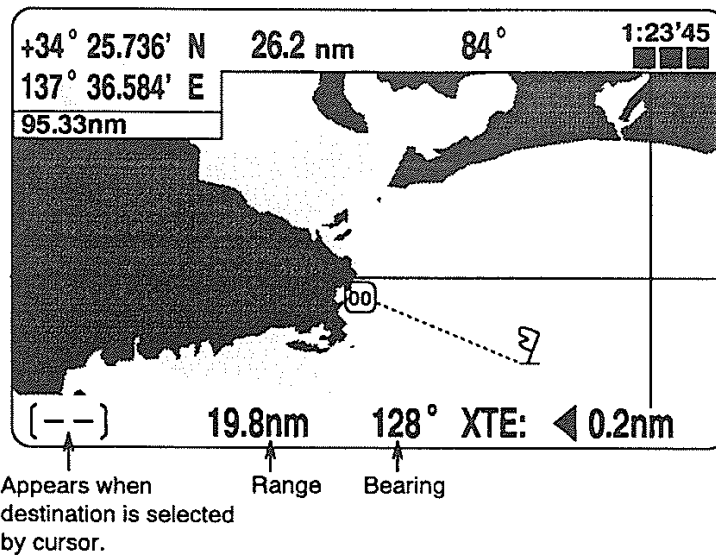 +34° 25.736' N 26.2 nm 84° 1:23'45
137° 36.584' E
95.33nm
00
[--] 19.8nm 128° XTE: ◀ 0.2nm
Appears when Range Bearing
destination is selected
by cursor.